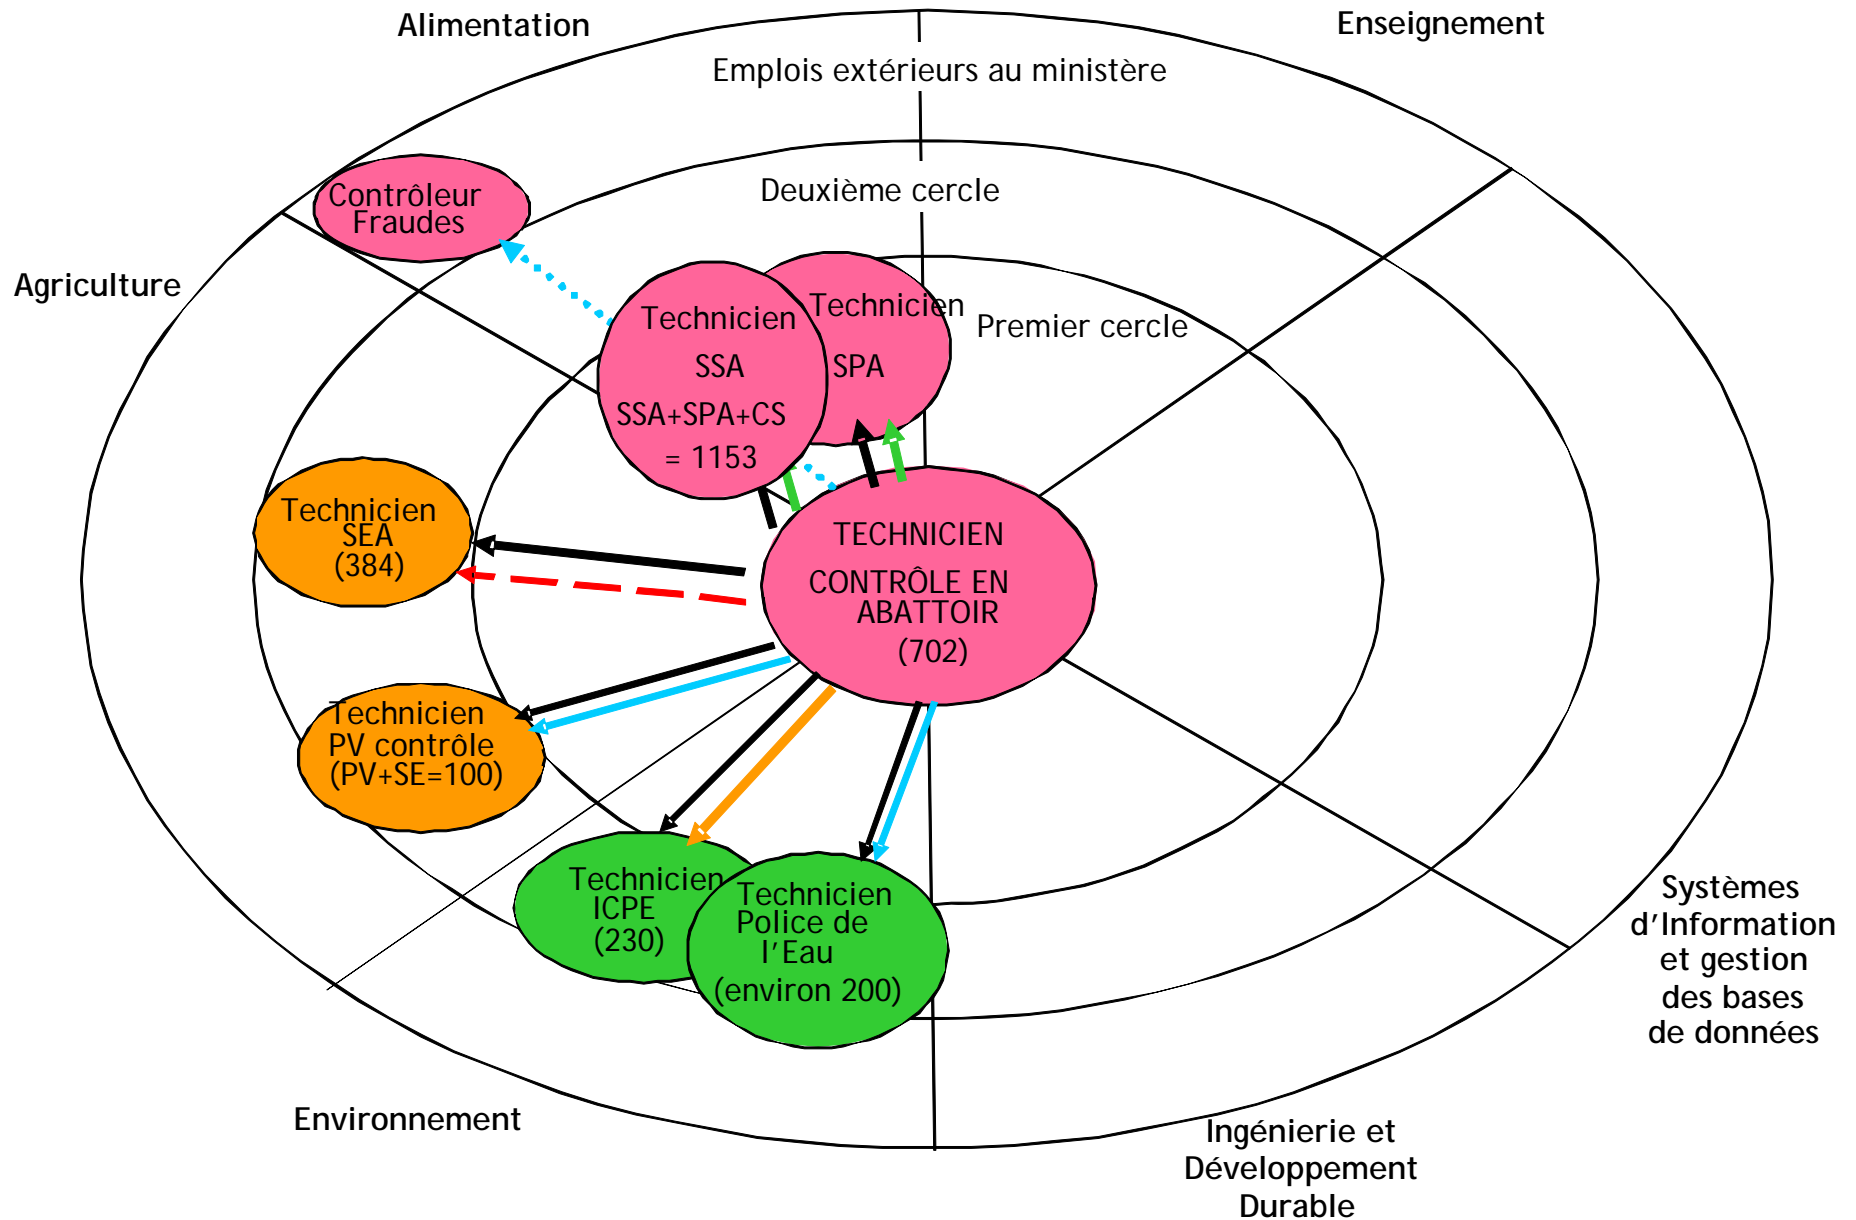 Alimentation
Enseignement
Emplois extérieurs au ministère
Deuxième cercle
Contrôleur
Fraudes
Agriculture
Technicien
SSA
SSA+SPA+CS
= 1153
Technicien
SPA
Premier cercle
Technicien
SEA
(384)
TECHNICIEN
CONTRÔLE EN
ABATTOIR
(702)
Technicien
PV contrôle
(PV+SE=100)
Technicien
ICPE
(230)
Technicien
Police de
l'Eau
(environ 200)
Systèmes
d'Information
et gestion
des bases
de données
Environnement
Ingénierie et
Développement
Durable